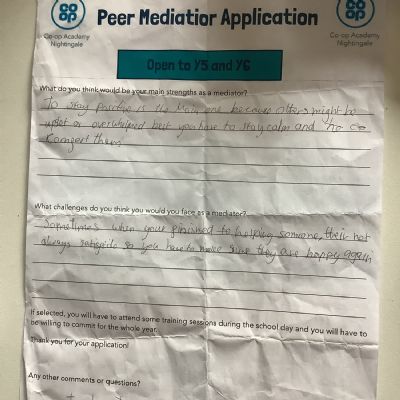 CO OP
Peer Mediatior Application
CO OP
Co-op Academy
Nightingale
Co-op Academy
Nightingale
Open to Y5 and Y6
What do you think would be your main strengths as a mediator?
To stay positive is the main one because others might be
upset or overwhelmed but you have to stay calm and to co
Komgert them
What challenges do you think you would you face as a mediator?
Sometimes when your finished to helping someone, their not
always satisgide so you have to make sure they are happy again
If selected, you will have to attend some training sessions during the school day and you will have to
be willing to commit for the whole year.
Thank you for your application!
Any other comments or questions?